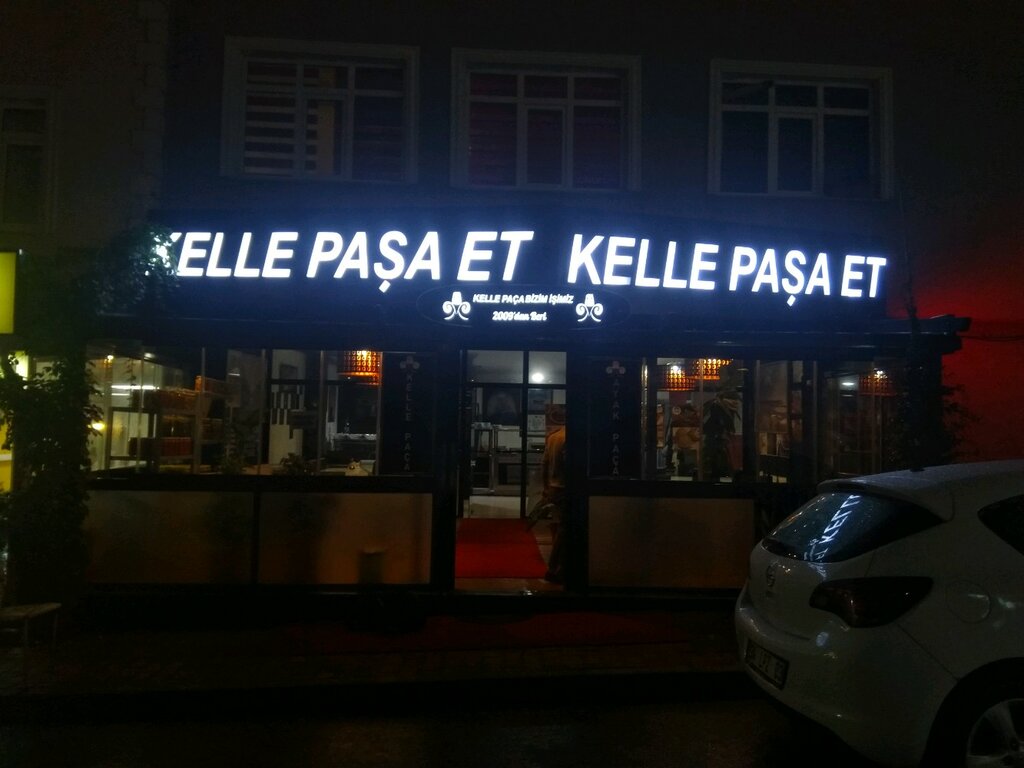 KELLE PAŞA ET KELLE PAŞA ET
KELLE PAÇA BİZİM İŞİMİZ
2009'dan Beri
KELLE PAÇA
AYAK PAÇA